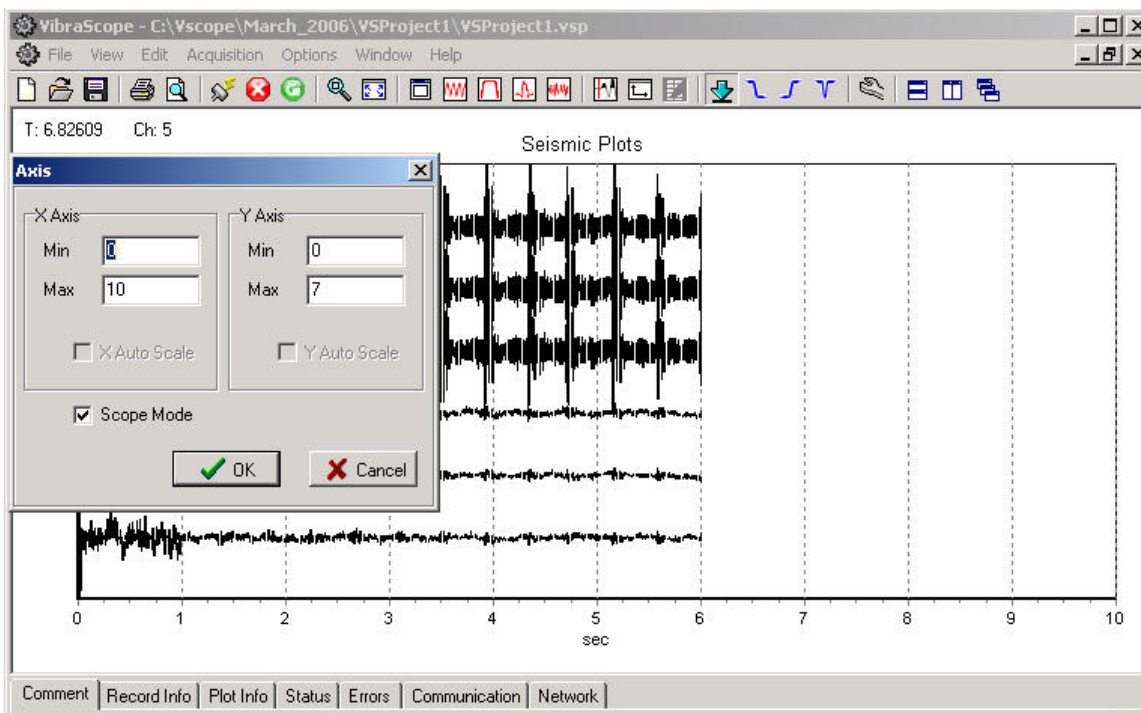 VibraScope - C:\Vscope\March_2006\VSProject1\VSProject1.vsp
File View Edit Acquisition Options Window Help
T: 6.82609 Ch: 5
Seismic Plots
Axis
X Axis
Y Axis
Min 0
Min 0
Max 10
Max 7
X Auto Scale
Y Auto Scale
Scope Mode
OK
Cancel
0 1 2 3 4 5 6 7 8 9 10
sec
Comment Record Info Plot Info Status Errors Communication Network